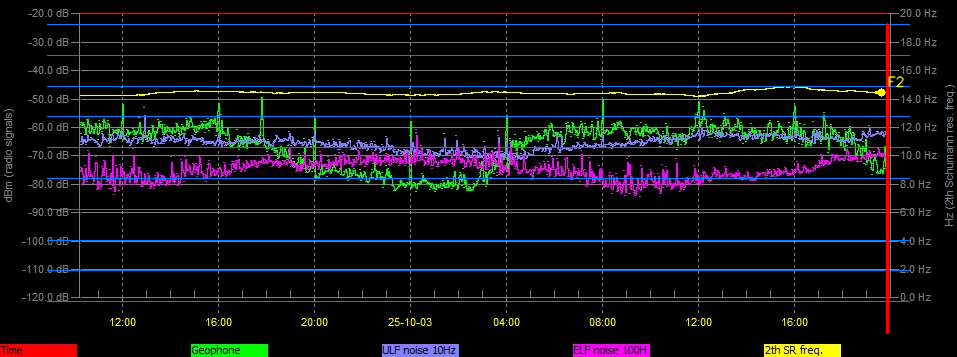 -20.0 dB 20.0 Hz
-30.0 dB 18.0 Hz
-40.0 dB 16.0 Hz
F2
-50.0 dB 14.0 Hz
-60.0 dB 12.0 Hz
-70.0 dB 10.0 Hz
-80.0 dB 8.0 Hz
-90.0 dB 6.0 Hz
-100.0 dB 4.0 Hz
-110.0 dB 2.0 Hz
-120.0 dB 0.0 Hz
dBm (radio signals)
Hz (2th Schumann res. freq.)
12:00 16:00 20:00 25-10-03 04:00 08:00 12:00 16:00
Time Geophone ULF noise 10Hz ELF noise 100H 2th SR freq.